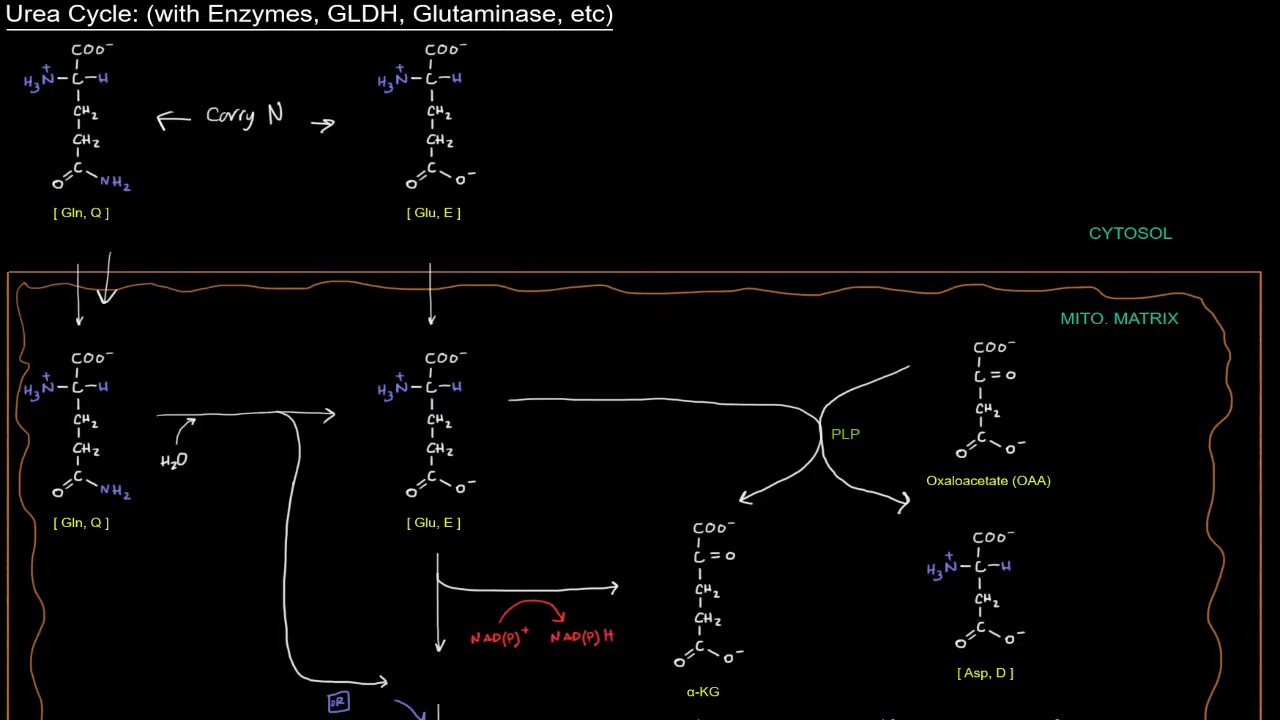 Urea Cycle: (with Enzymes, GLDH, Glutaminase, etc)
COO⁻
H₃N⁺–C–H
CH₂
CH₂
C
O NH₂
[ Gln, Q ]
← Carry N →
COO⁻
H₃N⁺–C–H
CH₂
CH₂
C
O O⁻
[ Glu, E ]
CYTOSOL
MITO. MATRIX
COO⁻
H₃N⁺–C–H
CH₂
CH₂
C
O NH₂
[ Gln, Q ]
H₂O
COO⁻
H₃N⁺–C–H
CH₂
CH₂
C
O O⁻
[ Glu, E ]
PLP
COO⁻
C=O
CH₂
C
O O⁻
Oxaloacetate (OAA)
NAD(P)⁺ NAD(P)H
COO⁻
C=O
CH₂
CH₂
C
O O⁻
α-KG
COO⁻
H₃N⁺–C–H
CH₂
C
O O⁻
[ Asp, D ]
OR